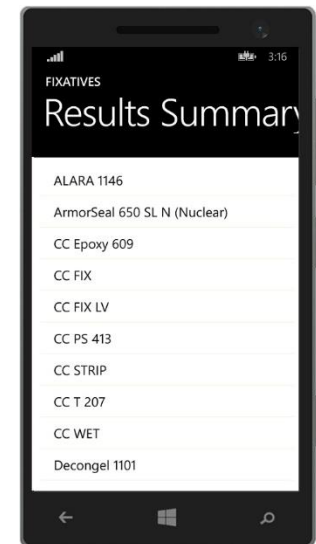 3:16
FIXATIVES
Results Summary
ALARA 1146
ArmorSeal 650 SL N (Nuclear)
CC Epoxy 609
CC FIX
CC FIX LV
CC PS 413
CC STRIP
CC T 207
CC WET
Decongel 1101